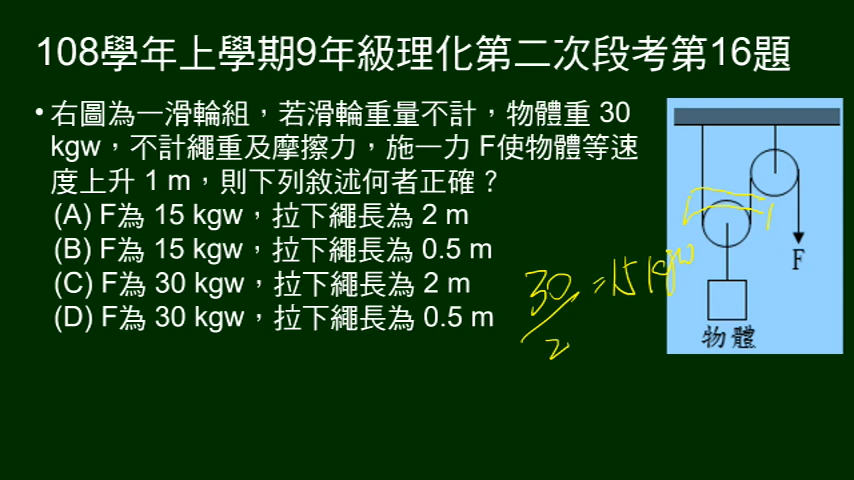 108學年上學期9年級理化第二次段考第16題
•右圖為一滑輪組，若滑輪重量不計，物體重 30
kgw，不計繩重及摩擦力，施一力 F使物體等速
度上升 1 m，則下列敘述何者正確？
(A) F為 15 kgw，拉下繩長為 2 m
(B) F為 15 kgw，拉下繩長為 0.5 m
(C) F為 30 kgw，拉下繩長為 2 m
(D) F為 30 kgw，拉下繩長為 0.5 m
30/2 = 15 kgw
F
物體